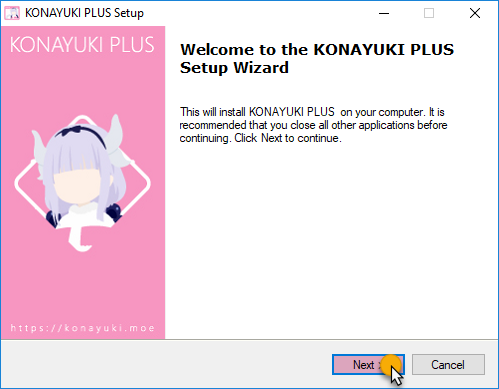 KONAYUKI PLUS Setup
KONAYUKI PLUS
Welcome to the KONAYUKI PLUS
Setup Wizard
This will install KONAYUKI PLUS on your computer. It is
recommended that you close all other applications before
continuing. Click Next to continue.
https://konayuki.moe
Next
Cancel